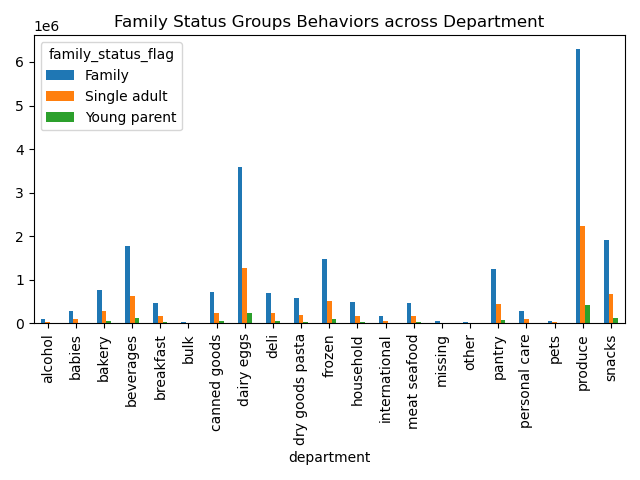 Family Status Groups Behaviors across Department
1e6
family_status_flag
Family
Single adult
Young parent
6
5
4
3
2
1
0
alcohol
babies
bakery
beverages
breakfast
bulk
canned goods
dairy eggs
deli
dry goods pasta
frozen
household
international
meat seafood
missing
other
pantry
personal care
pets
produce
snacks
department